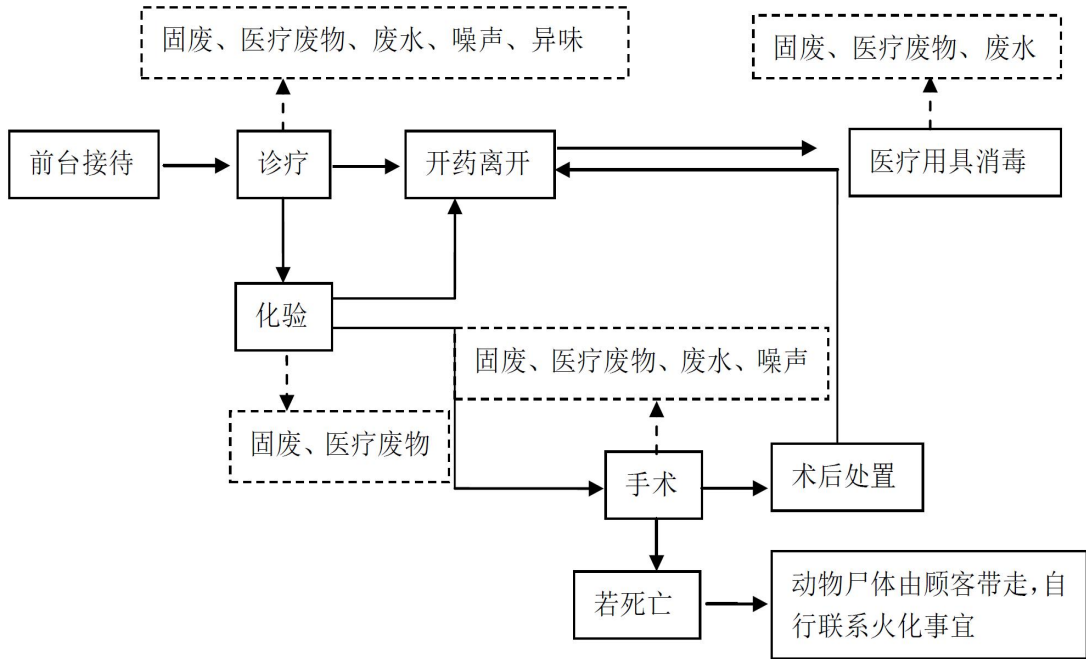 固废、医疗废物、废水、噪声、异味
固废、医疗废物、废水
前台接待
诊疗
开药离开
医疗用具消毒
化验
固废、医疗废物、废水、噪声
固废、医疗废物
手术
术后处置
若死亡
动物尸体由顾客带走,自
行联系火化事宜